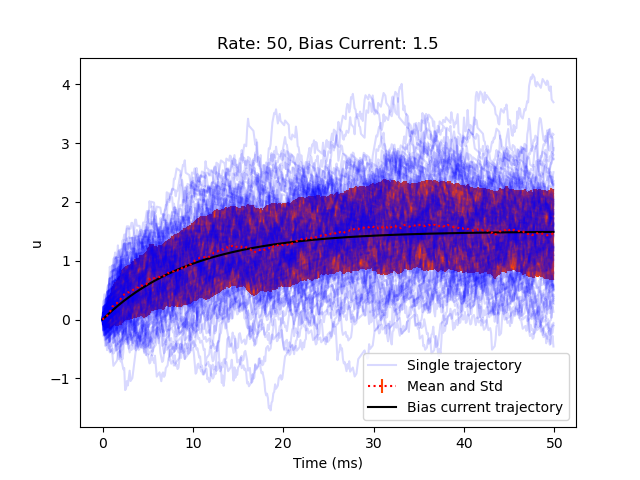 Rate: 50, Bias Current: 1.5
4
3
2
1
0
−1
u
0 10 20 30 40 50
Time (ms)
Single trajectory
Mean and Std
Bias current trajectory